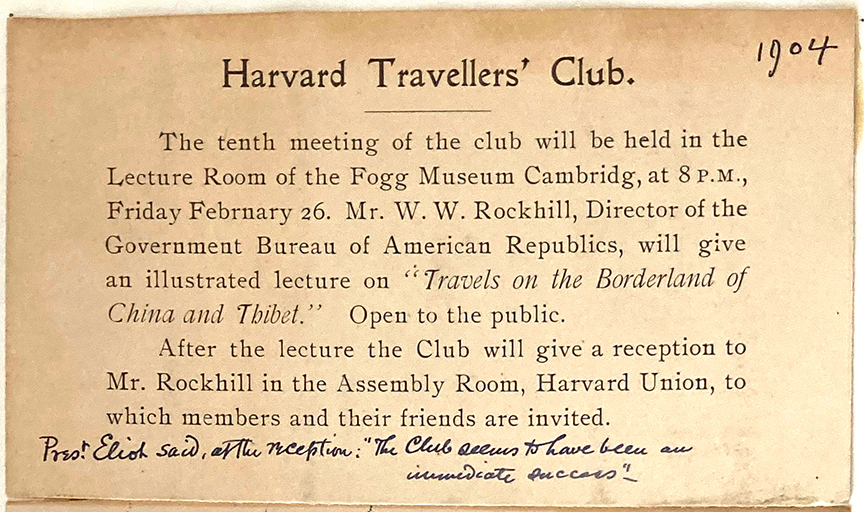 1904
Harvard Travellers' Club.
The tenth meeting of the club will be held in the
Lecture Room of the Fogg Museum Cambridg, at 8 P.M.,
Friday February 26. Mr. W. W. Rockhill, Director of the
Government Bureau of American Republics, will give
an illustrated lecture on "Travels on the Borderland of
China and Thibet." Open to the public.
After the lecture the Club will give a reception to
Mr. Rockhill in the Assembly Room, Harvard Union, to
which members and their friends are invited.
Prest Eliot said, at the reception: "The Club seems to have been an
immediate success"